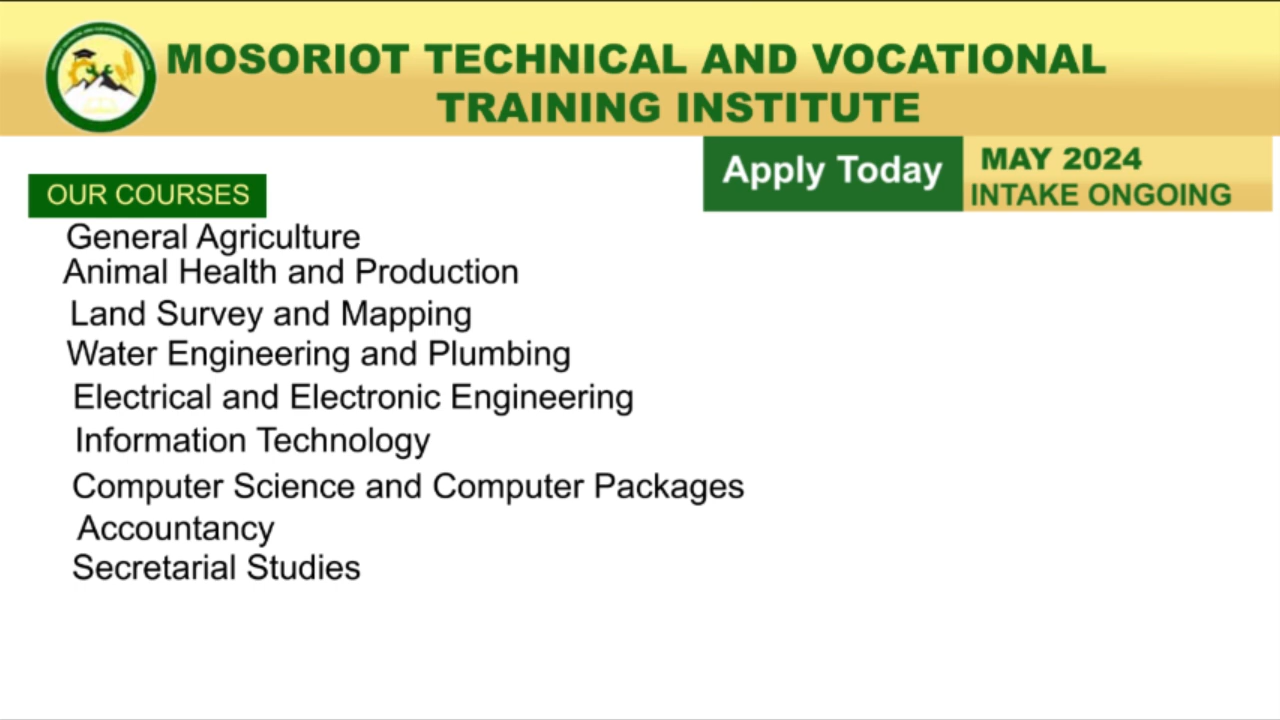 MOSORIOT TECHNICAL AND VOCATIONAL
TRAINING INSTITUTE
Apply Today
MAY 2024
INTAKE ONGOING
OUR COURSES
General Agriculture
Animal Health and Production
Land Survey and Mapping
Water Engineering and Plumbing
Electrical and Electronic Engineering
Information Technology
Computer Science and Computer Packages
Accountancy
Secretarial Studies